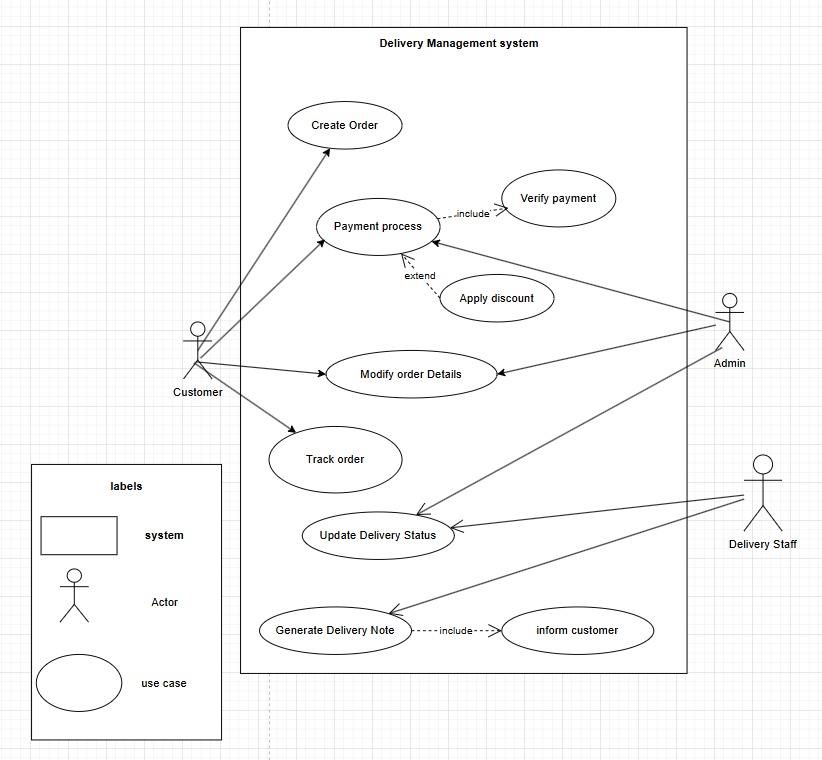 Delivery Management system
Create Order
Verify payment
Payment process
include
extend
Apply discount
Admin
Modify order Details
Customer
Track order
labels
system
Update Delivery Status
Delivery Staff
Actor
Generate Delivery Note
include
inform customer
use case